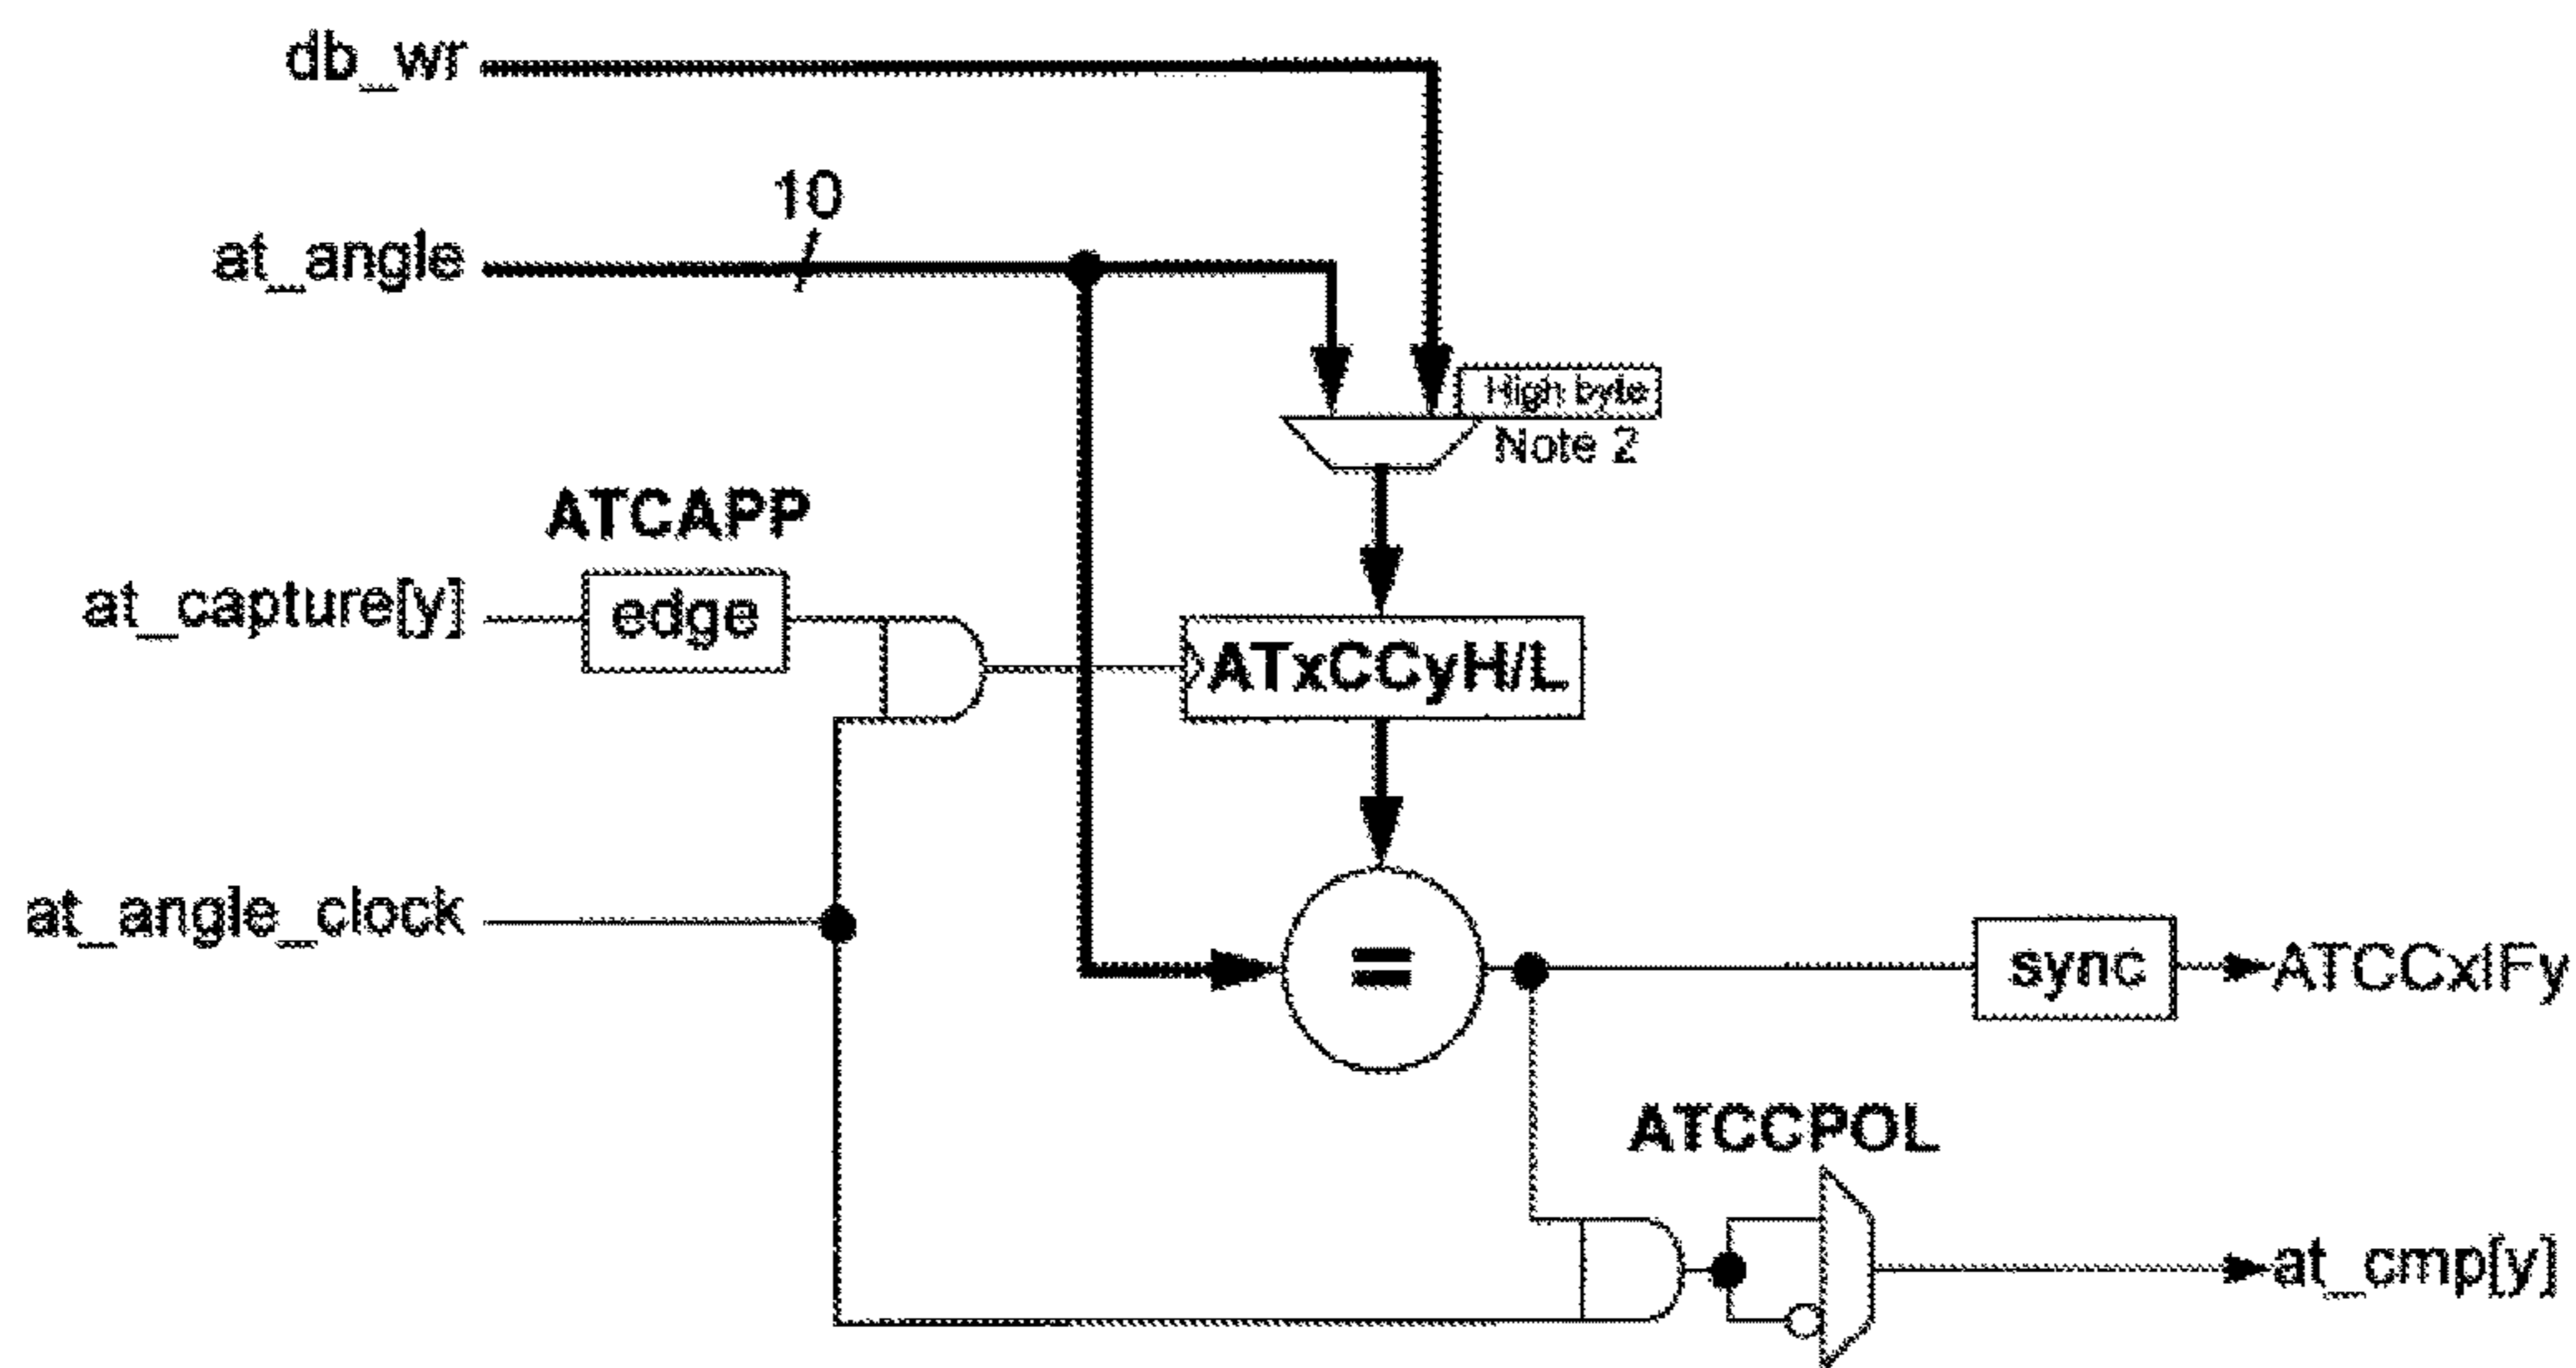 db_wr
10
at_angle
High byte
Note 2
ATCAPP
at_capture[y]
edge
ATxCCyH/L
at_angle_clock
=
sync
ATCCxIFy
ATCCPOL
at_cmp[y]